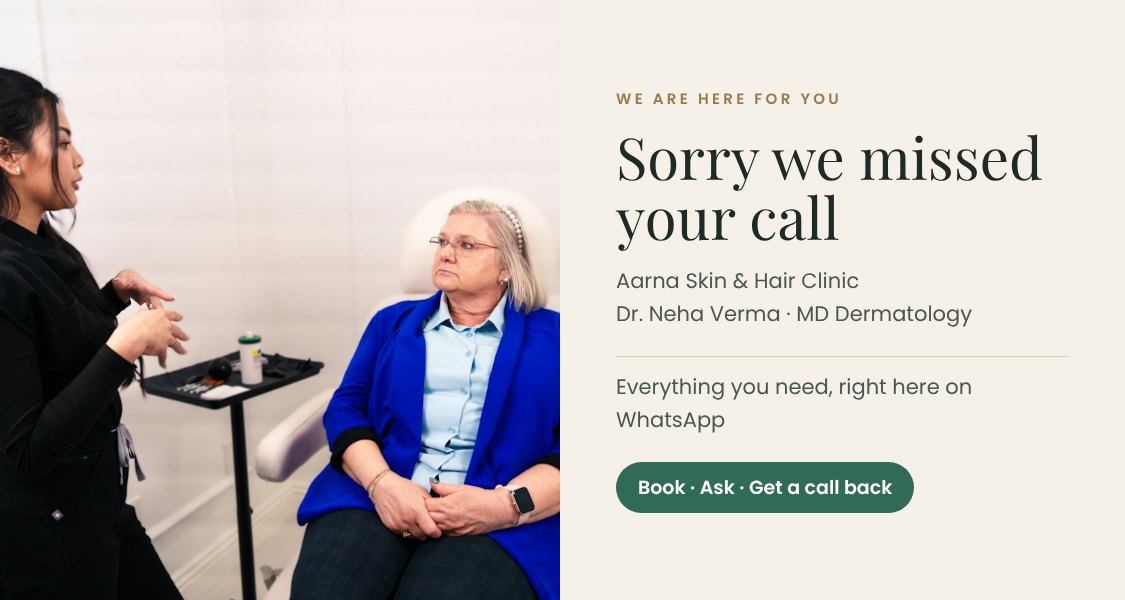 WE ARE HERE FOR YOU
Sorry we missed
your call
Aarna Skin & Hair Clinic
Dr. Neha Verma · MD Dermatology
Everything you need, right here on
WhatsApp
Book · Ask · Get a call back